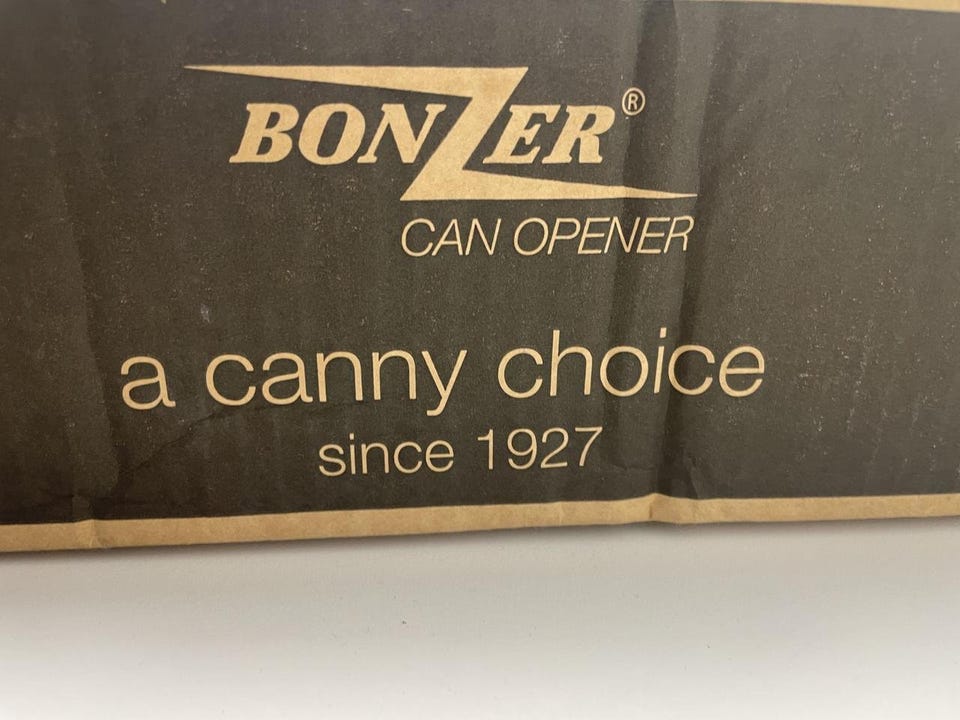 BONZER®
CAN OPENER
a canny choice
since 1927